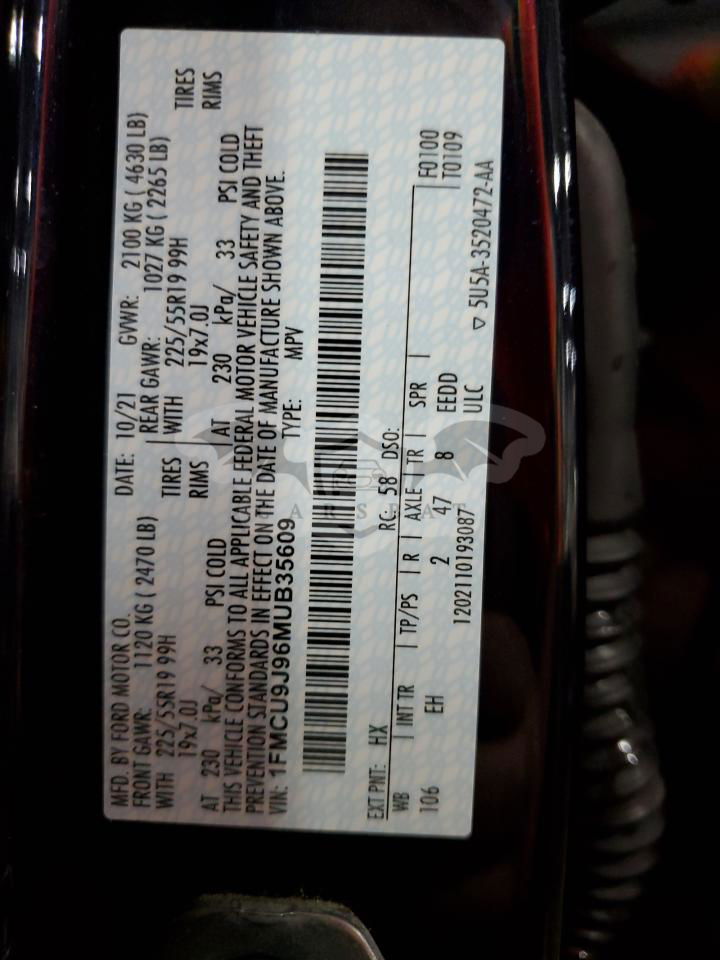 MFD. BY FORD MOTOR CO. DATE: 10/21 GVWR: 2100 KG ( 4630 LB)
FRONT GAWR: 1120 KG ( 2470 LB) REAR GAWR: 1027 KG ( 2265 LB)
WITH 225/55R19 99H TIRES WITH 225/55R19 99H TIRES
19x7.0J RIMS 19x7.0J RIMS
AT 230 kPa/ 33 PSI COLD AT 230 kPa/ 33 PSI COLD
THIS VEHICLE CONFORMS TO ALL APPLICABLE FEDERAL MOTOR VEHICLE SAFETY AND THEFT
PREVENTION STANDARDS IN EFFECT ON THE DATE OF MANUFACTURE SHOWN ABOVE.
VIN: 1FMCU9J96MUB35609 TYPE: MPV
EXT PNT: HX RC: 58 DSO:
WB | INT TR | TP/PS | R | AXLE | TR | SPR | F0100
106 EH 2 47 8 EEDD T0109
1202110193087 ULC
▽ 5U5A-3520472-AA